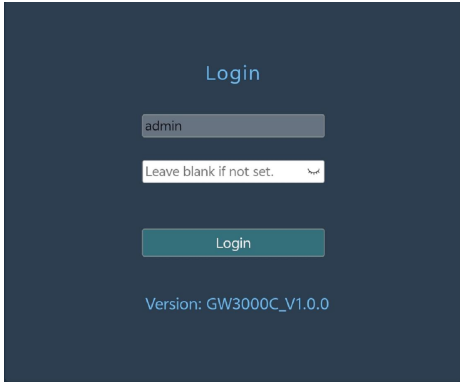 Login
admin
Leave blank if not set.
Login
Version: GW3000C_V1.0.0